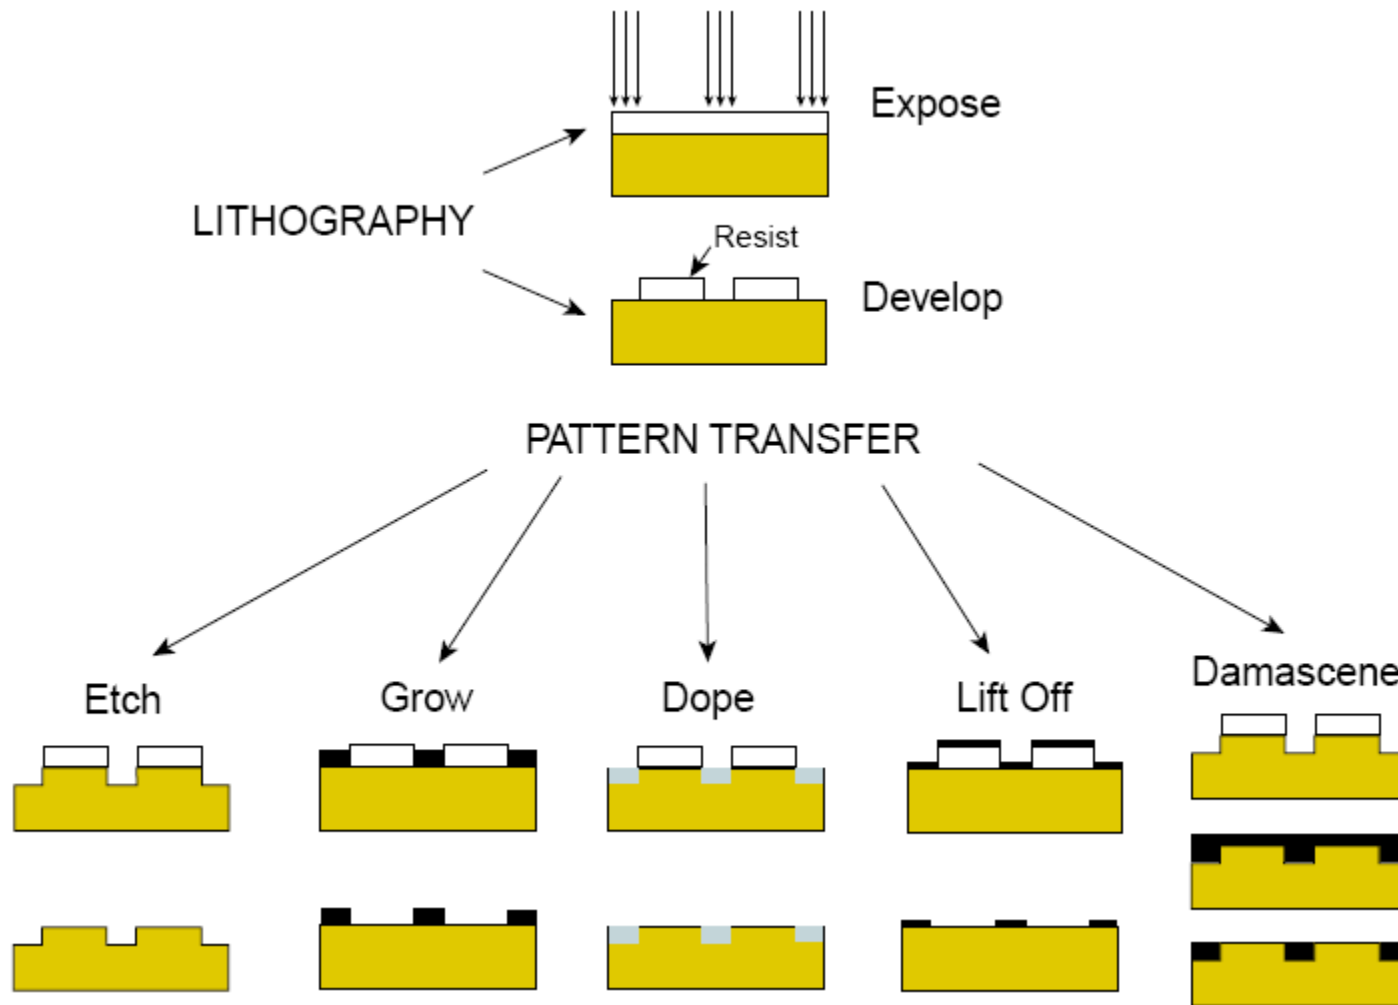 Expose
LITHOGRAPHY
Resist
Develop
PATTERN TRANSFER
Etch
Grow
Dope
Lift Off
Damascene